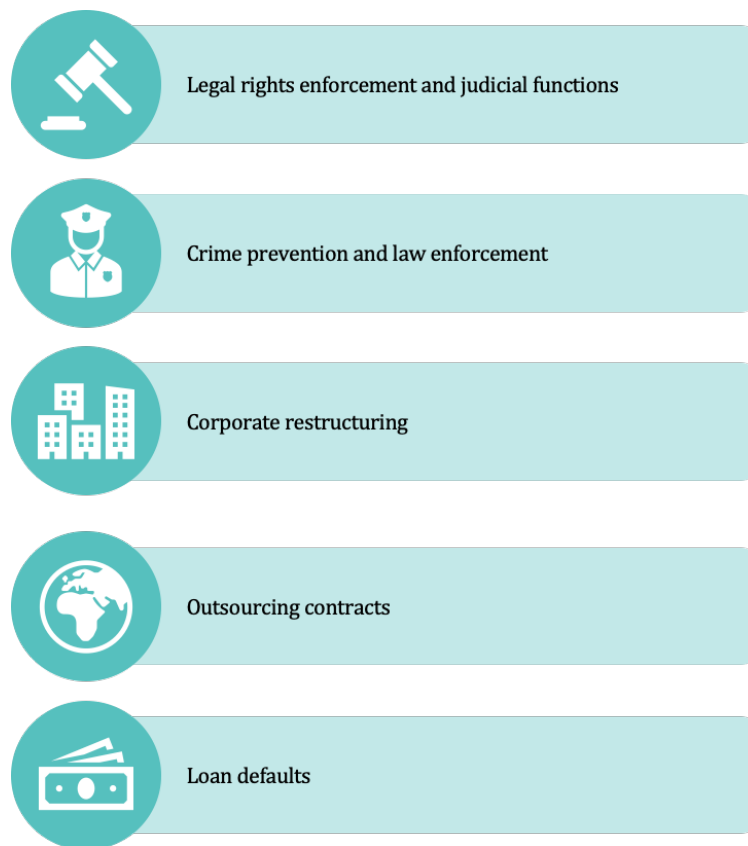 Legal rights enforcement and judicial functions
Crime prevention and law enforcement
Corporate restructuring
Outsourcing contracts
Loan defaults